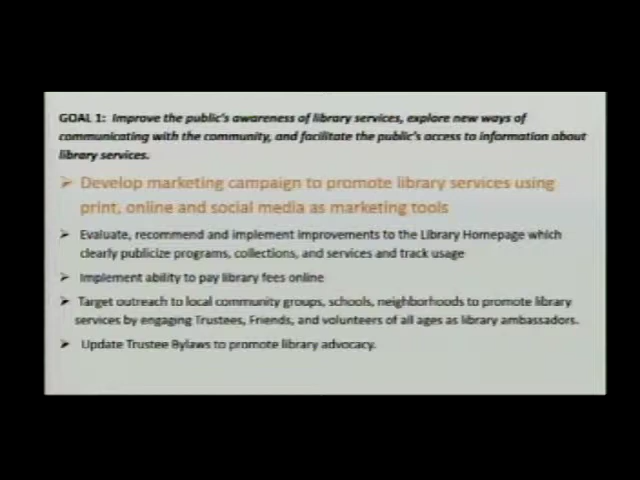 GOAL 1: Improve the public's awareness of library services, explore new ways of
communicating with the community, and facilitate the public's access to information about
library services.
➢ Develop marketing campaign to promote library services using
print, online and social media as marketing tools
➢ Evaluate, recommend and implement improvements to the Library Homepage which
clearly publicize programs, collections, and services and track usage
➢ Implement ability to pay library fees online
➢ Target outreach to local community groups, schools, neighborhoods to promote library
services by engaging Trustees, Friends, and volunteers of all ages as library ambassadors.
➢ Update Trustee Bylaws to promote library advocacy.